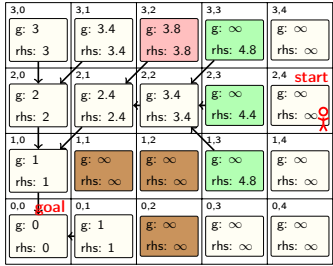 3,0 3,1 3,2 3,3 3,4
g: 3 g: 3.4 g: 3.8 g: ∞ g: ∞
rhs: 3 rhs: 3.4 rhs: 3.8 rhs: 4.8 rhs: ∞
2,0 2,1 2,2 2,3 2,4 start
g: 2 g: 2.4 g: 3.4 g: ∞ g: ∞
rhs: 2 rhs: 2.4 rhs: 3.4 rhs: 4.4 rhs: ∞
1,0 1,1 1,2 1,3 1,4
g: 1 g: ∞ g: ∞ g: ∞ g: ∞
rhs: 1 rhs: ∞ rhs: ∞ rhs: 4.8 rhs: ∞
0,0 goal 0,1 0,2 0,3 0,4
g: 0 g: 1 g: ∞ g: ∞ g: ∞
rhs: 0 rhs: 1 rhs: ∞ rhs: ∞ rhs: ∞